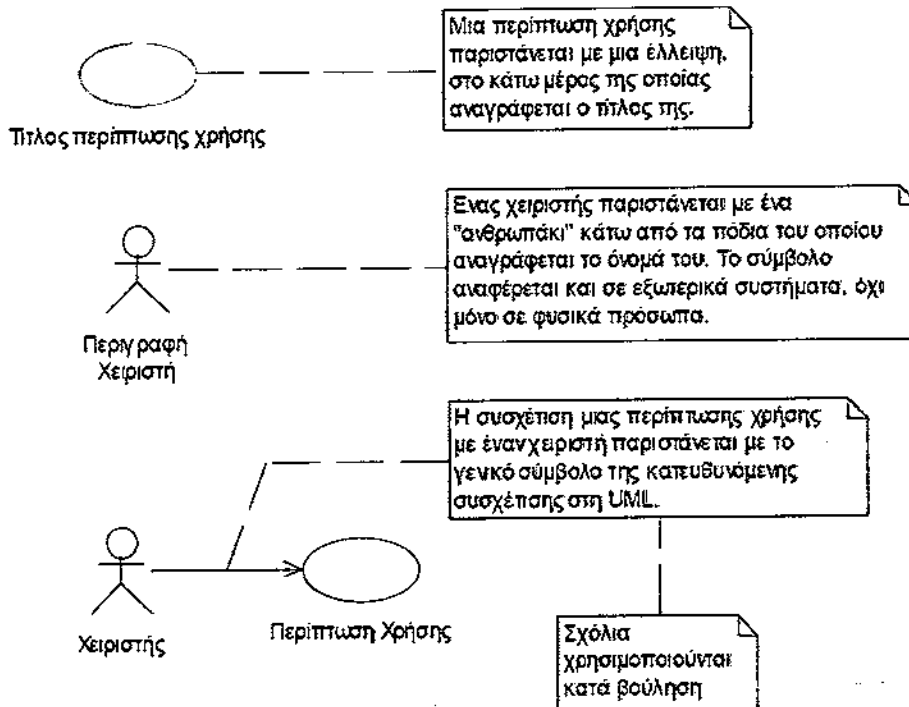 Μια περίπτωση χρήσης
παριστάνεται με μια έλλειψη,
στο κάτω μέρος της οποίας
αναγράφεται ο τίτλος της.
Τίτλος περίπτωσης χρήσης
Ενας χειριστής παριστάνεται με ένα
"ανθρωπάκι" κάτω από τα πόδια του οποίου
αναγράφεται το όνομά του. Το σύμβολο
αναφέρεται και σε εξωτερικά συστήματα, όχι
μόνο σε φυσικά πρόσωπα.
Περιγραφή
Χειριστή
Η συσχέτιση μιας περίπτωσης χρήσης
με έναν χειριστή παριστάνεται με το
γενικό σύμβολο της κατευθυνόμενης
συσχέτισης στη UML.
Χειριστής
Περίπτωση Χρήσης
Σχόλια
χρησιμοποιούνται
κατά βούληση